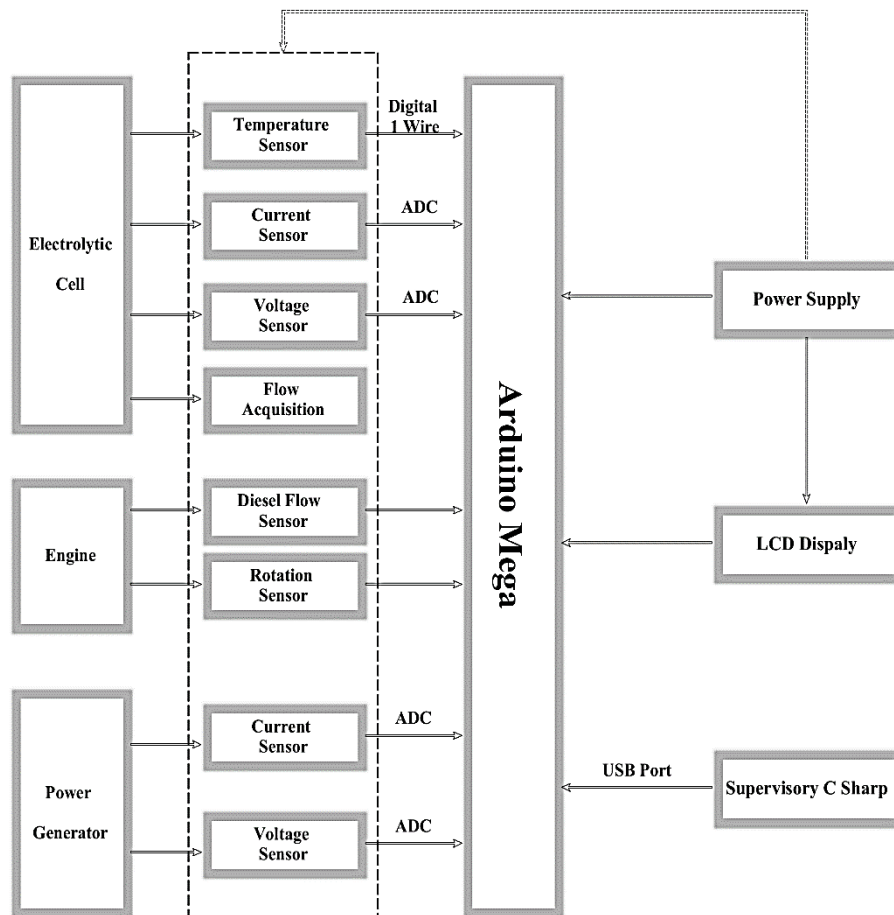 Digital
1 Wire
Temperature
Sensor
Current
Sensor
ADC
Electrolytic
Cell
Voltage
Sensor
ADC
Flow
Acquisition
Engine
Diesel Flow
Sensor
Rotation
Sensor
Power
Generator
Current
Sensor
ADC
Voltage
Sensor
ADC
Arduino Mega
Power Supply
LCD Dispaly
USB Port
Supervisory C Sharp